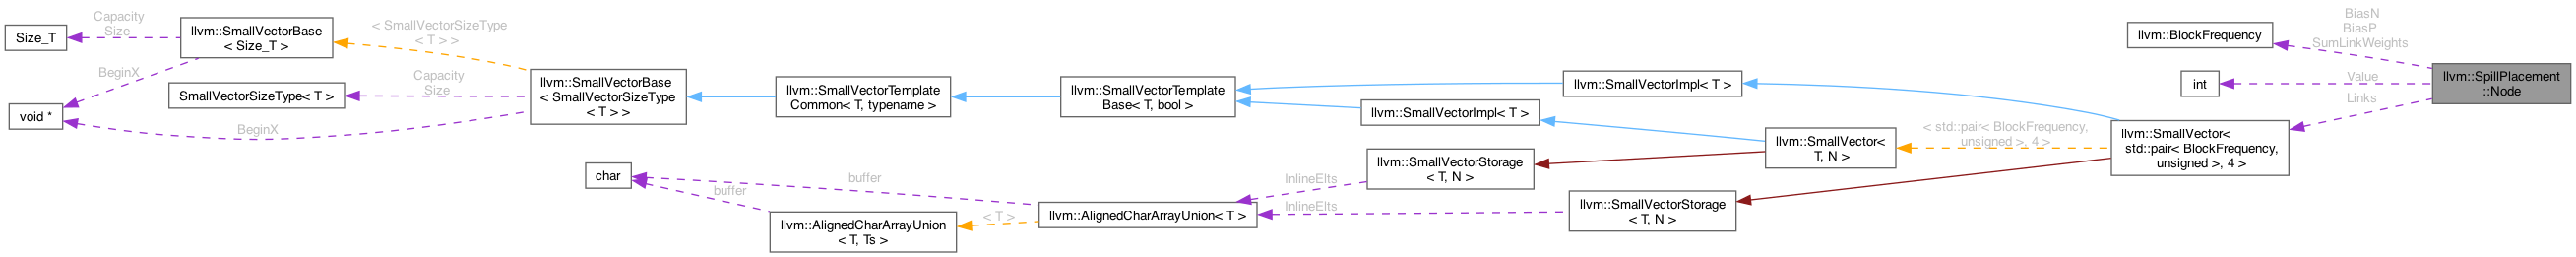 Capacity
Size
Size_T
llvm::SmallVectorBase
< Size_T >
< SmallVectorSizeType
< T > >
BeginX
Capacity
Size
SmallVectorSizeType< T >
void *
BeginX
llvm::SmallVectorBase
< SmallVectorSizeType
< T > >
llvm::SmallVectorTemplate
Common< T, typename >
llvm::SmallVectorTemplate
Base< T, bool >
llvm::SmallVectorImpl< T >
llvm::SmallVectorImpl< T >
char
buffer
buffer
llvm::AlignedCharArrayUnion
< T, Ts >
< T >
llvm::AlignedCharArrayUnion< T >
InlineElts
InlineElts
llvm::SmallVectorStorage
< T, N >
llvm::SmallVectorStorage
< T, N >
llvm::SmallVector<
T, N >
< std::pair< BlockFrequency,
unsigned >, 4 >
llvm::SmallVector<
std::pair< BlockFrequency,
unsigned >, 4 >
llvm::BlockFrequency
int
BiasN
BiasP
SumLinkWeights
Value
Links
llvm::SpillPlacement
::Node